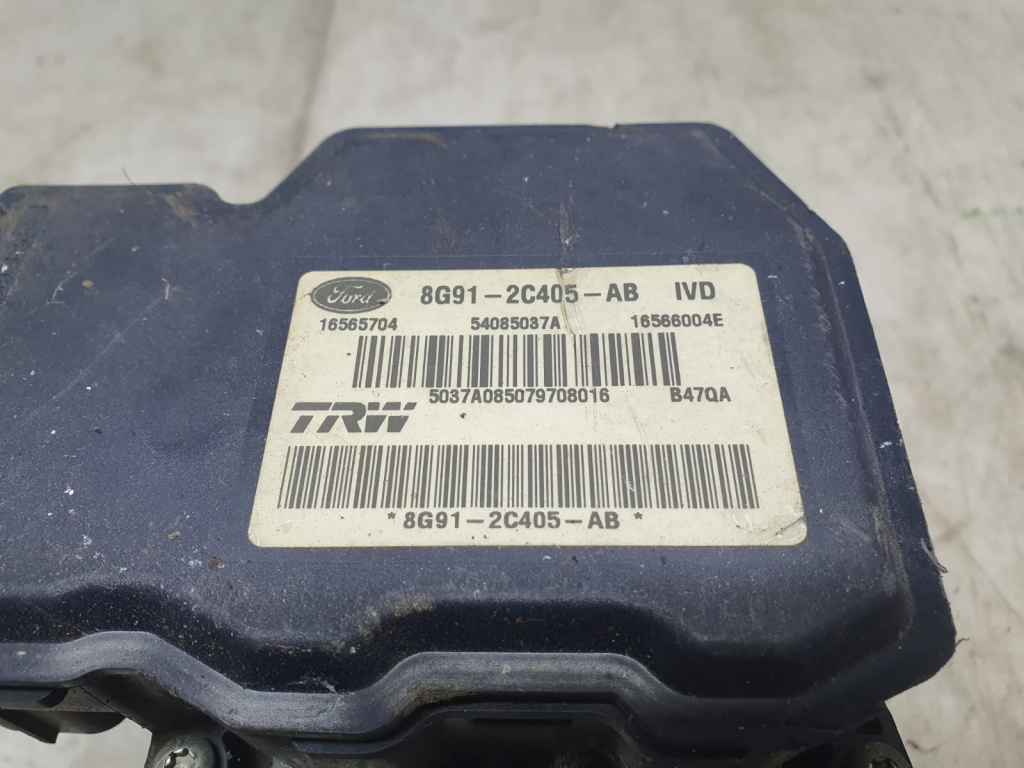 Ford 8G91-2C405-AB IVD
16565704 54085037A 16566004E
5037A085079708016 B47QA
TRW
*8G91-2C405-AB*